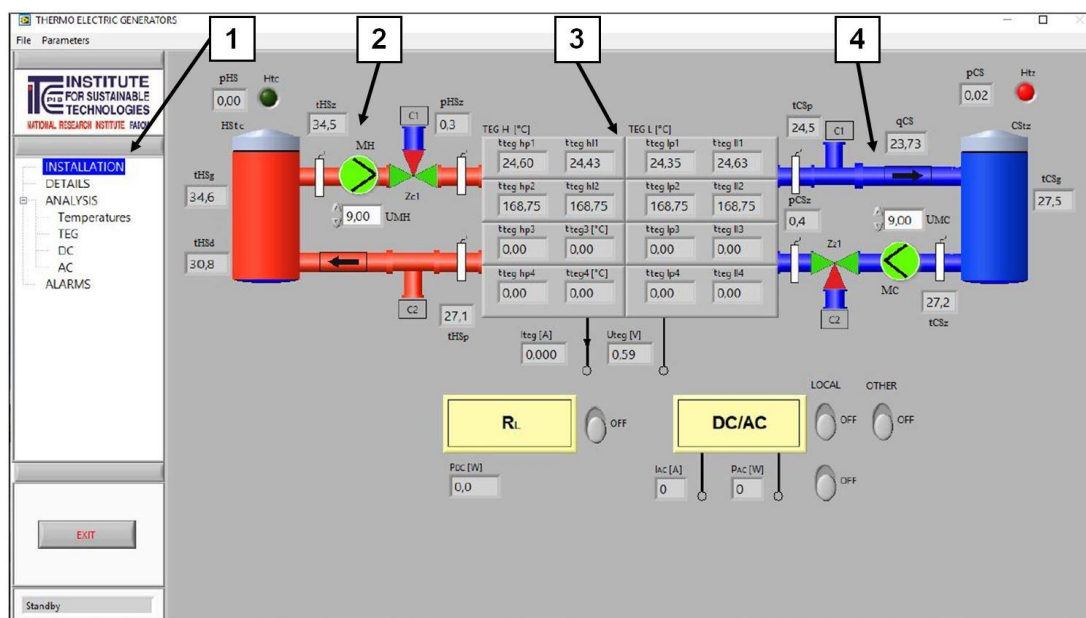 THERMO ELECTRIC GENERATORS
File Parameters
1
2
3
4
INSTITUTE
FOR SUSTAINABLE
TECHNOLOGIES
NATIONAL RESEARCH INSTITUTE RADOM
INSTALLATION
DETAILS
ANALYSIS
Temperatures
TEG
DC
AC
ALARMS
EXIT
Standby
pHS
0,00
Htc
HStc
tHSg
34,6
tHSd
30,8
tHSz
34,5
MH
9,00 UMH
pHSz
0,3
C1
Zc1
C2
27,1
tHSp
TEG H [°C] TEG L [°C]
tteg hp1 tteg hl1 tteg lp1 tteg ll1
24,60 24,43 24,35 24,63
tteg hp2 tteg hl2 tteg lp2 tteg ll2
168,75 168,75 168,75 168,75
tteg hp3 tteg3 [°C] tteg lp3 tteg ll3
0,00 0,00 0,00 0,00
tteg hp4 tteg4 [°C] tteg lp4 tteg ll4
0,00 0,00 0,00 0,00
Iteg [A] Uteg [V]
0,000 0,59
tCSp
24,5
C1
qCS
23,73
pCS
0,02
Htz
CStz
tCSg
27,5
pCSz
0,4
9,00 UMC
Zz1
C2
MC
27,2
tCSz
RL
OFF
PDC [W]
0,0
DC/AC
LOCAL OTHER
OFF OFF
IAC [A] PAC [W]
0 0
OFF